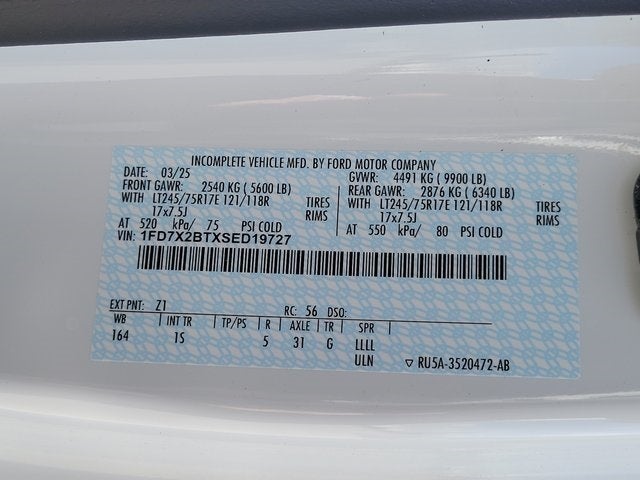 INCOMPLETE VEHICLE MFD. BY FORD MOTOR COMPANY
DATE: 03/25 GVWR: 4491 KG ( 9900 LB)
FRONT GAWR: 2540 KG ( 5600 LB) REAR GAWR: 2876 KG ( 6340 LB)
WITH LT245/75R17E 121/118R TIRES WITH LT245/75R17E 121/118R TIRES
17x7.5J RIMS 17x7.5J RIMS
AT 520 kPa/ 75 PSI COLD AT 550 kPa/ 80 PSI COLD
VIN: 1FD7X2BTXSED19727
EXT PNT: Z1 RC: 56 DSO:
WB INT TR TP/PS R AXLE TR SPR
164 1S 5 31 G LLLL
ULN ▽ RU5A-3520472-AB